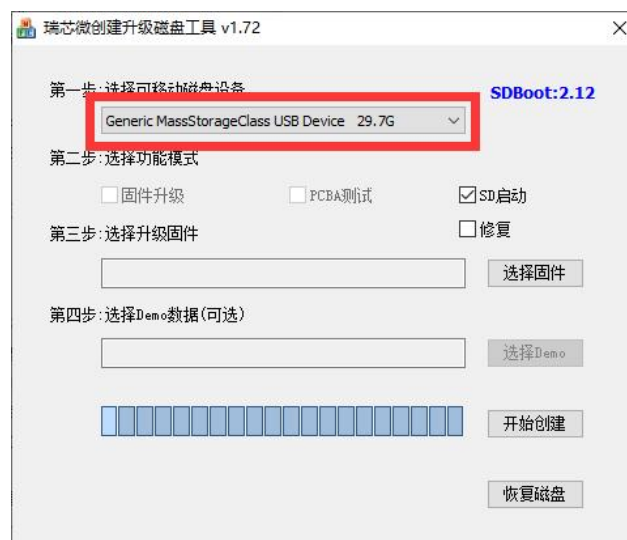 瑞芯微创建升级磁盘工具 v1.72
第一步:选择可移动磁盘设备
SDBoot:2.12
Generic MassStorageClass USB Device 29.7G
第二步:选择功能模式
固件升级
PCBA测试
SD启动
第三步:选择升级固件
修复
选择固件
第四步:选择Demo数据(可选)
选择Demo
开始创建
恢复磁盘